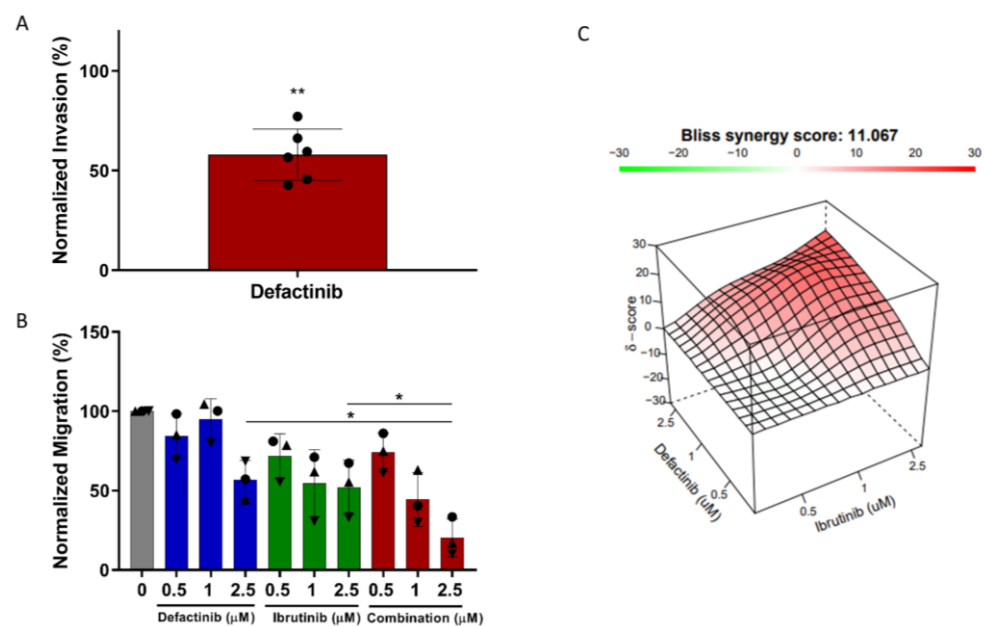 A
Normalized Invasion (%)
100
50
0
**
Defactinib
B
Normalized Migration (%)
150
100
50
0
*
*
0 0.5 1 2.5 0.5 1 2.5 0.5 1 2.5
Defactinib (μM) Ibrutinib (μM) Combination (μM)
C
Bliss synergy score: 11.067
−30 −20 −10 0 10 20 30
30
20
10
0
−10
−20
−30
δ−score
2.5
1
0.5
Defactinib (uM)
0.5
1
2.5
Ibrutinib (uM)